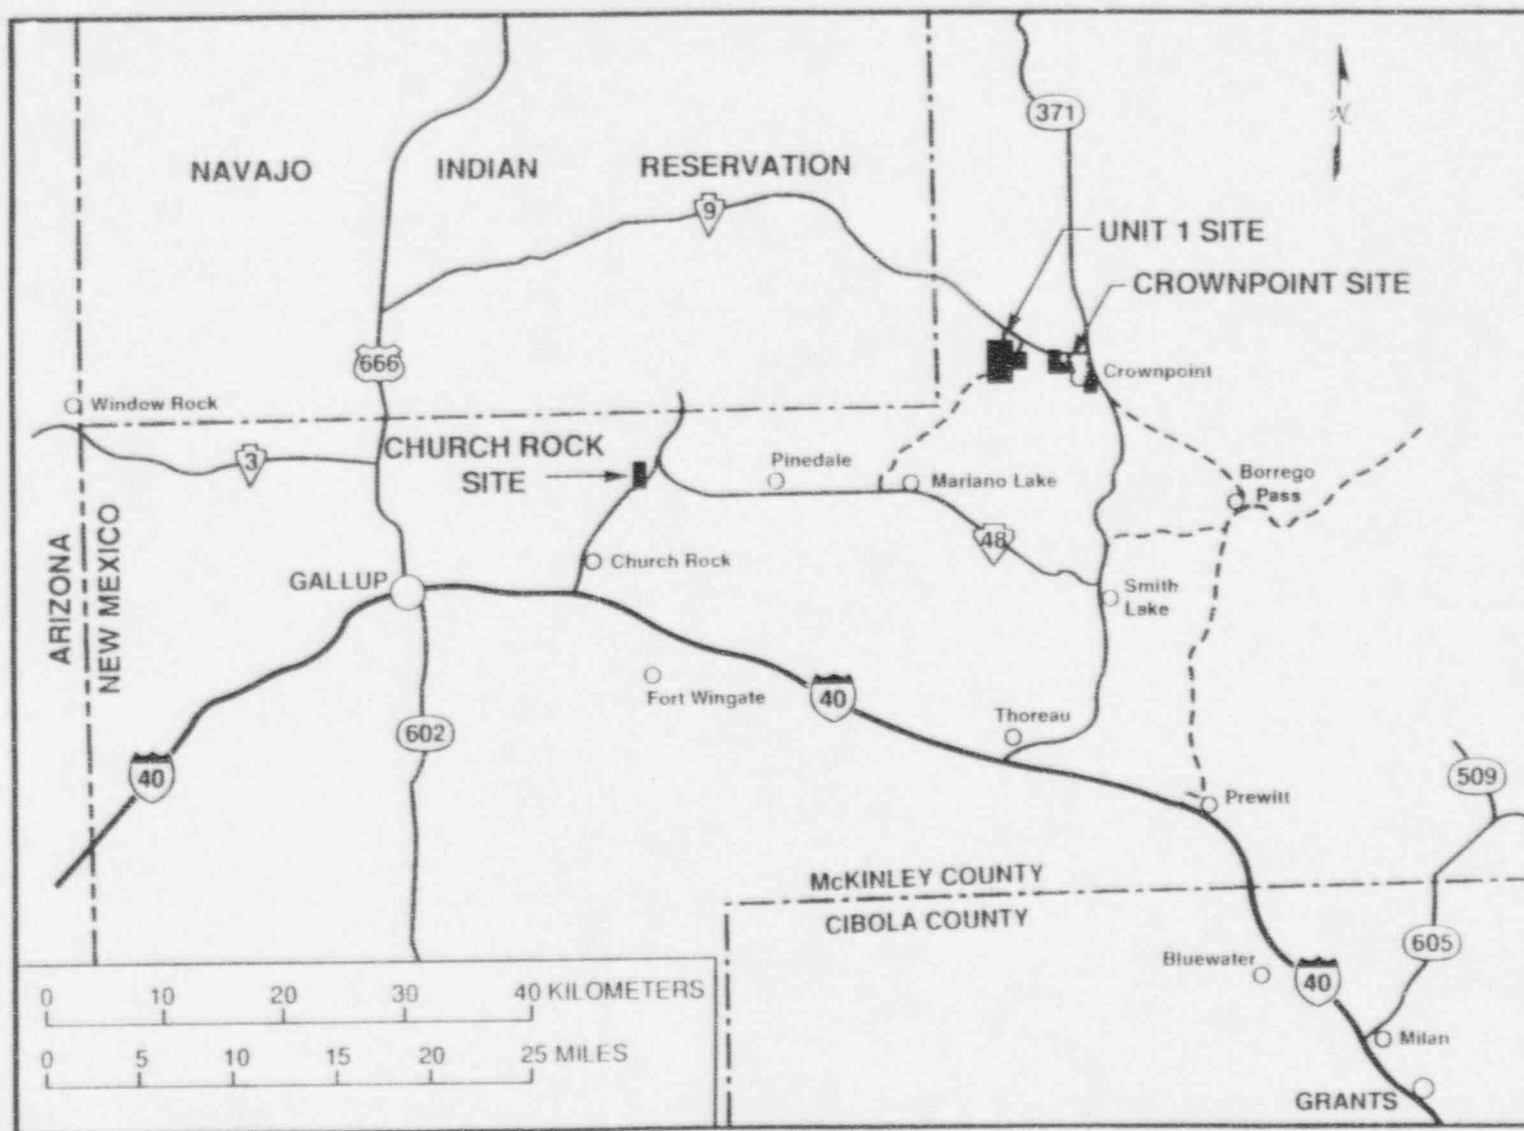 371
N
NAVAJO INDIAN RESERVATION
9
UNIT 1 SITE
CROWNPOINT SITE
666
Crownpoint
Window Rock
3
CHURCH ROCK
SITE
Pinedale
Mariano Lake
Borrego
Pass
48
ARIZONA
NEW MEXICO
Church Rock
GALLUP
Smith
Lake
Fort Wingate
40
602
Thoreau
40
509
Prewitt
McKINLEY COUNTY
CIBOLA COUNTY
605
Bluewater
40
Milan
GRANTS
0 10 20 30 40 KILOMETERS
0 5 10 15 20 25 MILES